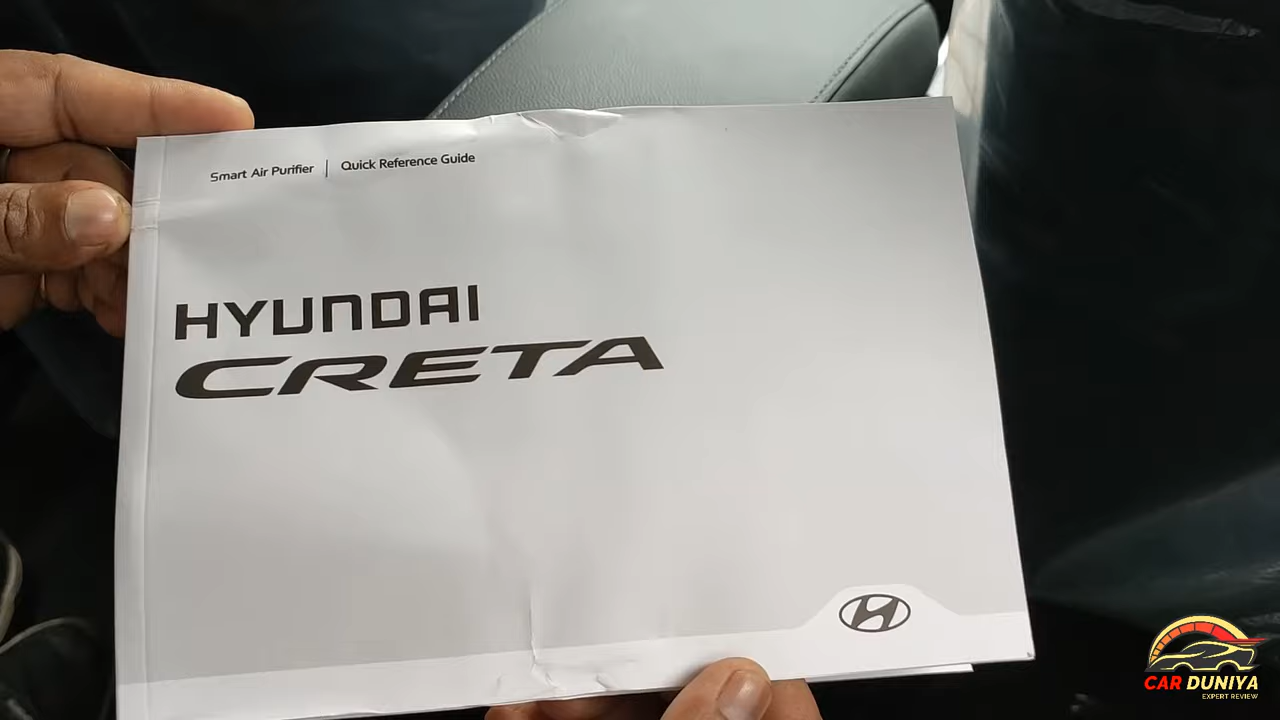 Smart Air Purifier | Quick Reference Guide
HYUNDAI
CRETA
CAR DUNIYA
EXPERT REVIEW